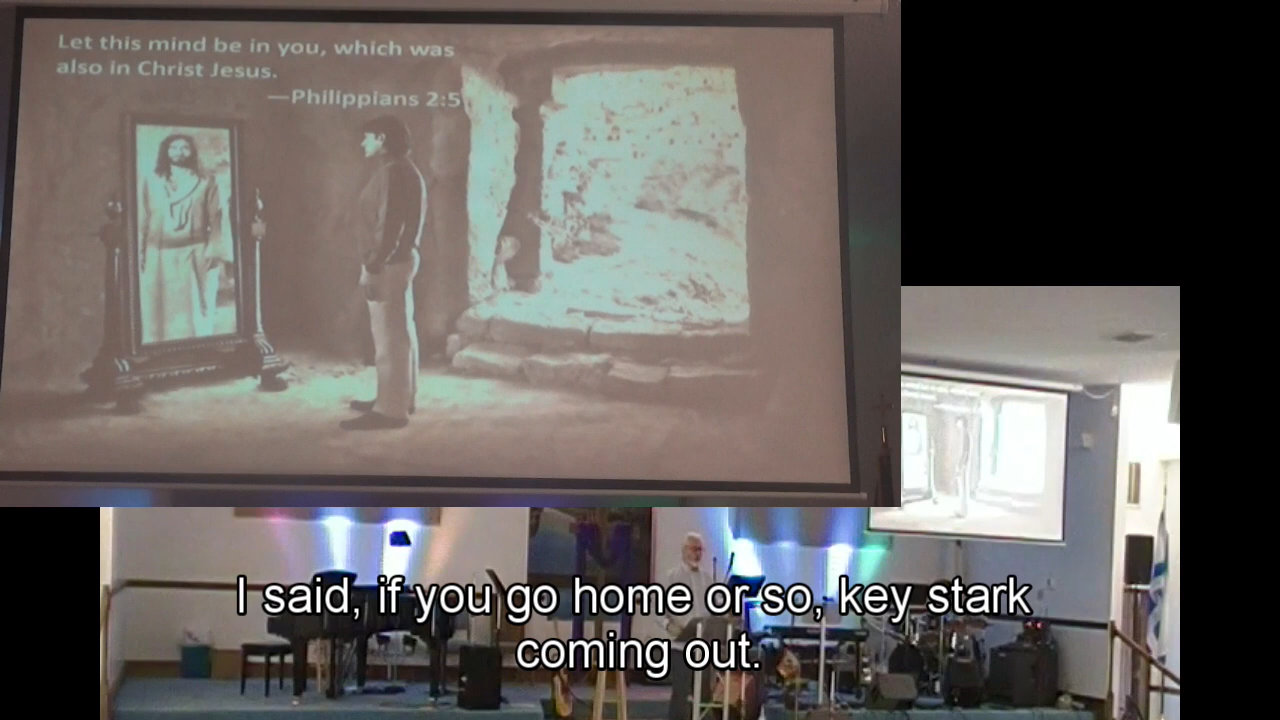 Let this mind be in you, which was
also in Christ Jesus.
—Philippians 2:5
I said, if you go home or so, key stark
coming out.